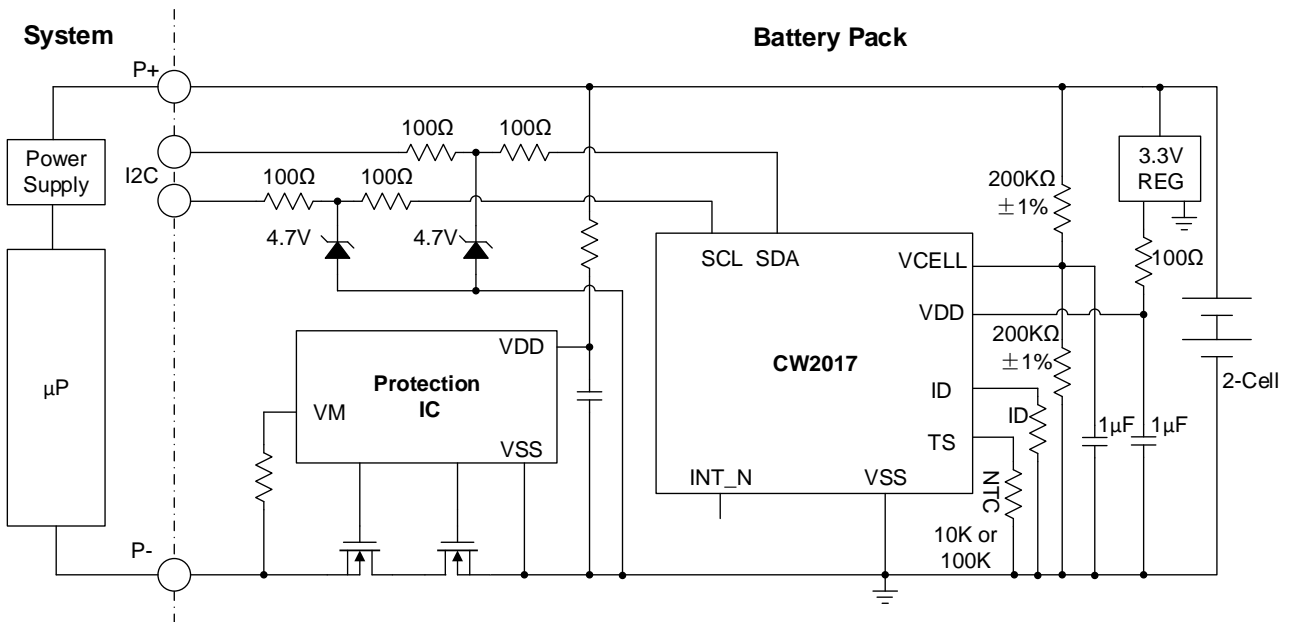 System
Battery Pack
P+
I2C
P-
Power
Supply
µP
100Ω
100Ω
100Ω
100Ω
4.7V
4.7V
VDD
Protection
IC
VM
VSS
SCL SDA
VCELL
VDD
CW2017
ID
TS
INT_N
VSS
200KΩ
±1%
200KΩ
±1%
ID
NTC
10K or
100K
3.3V
REG
100Ω
1µF
1µF
2-Cell